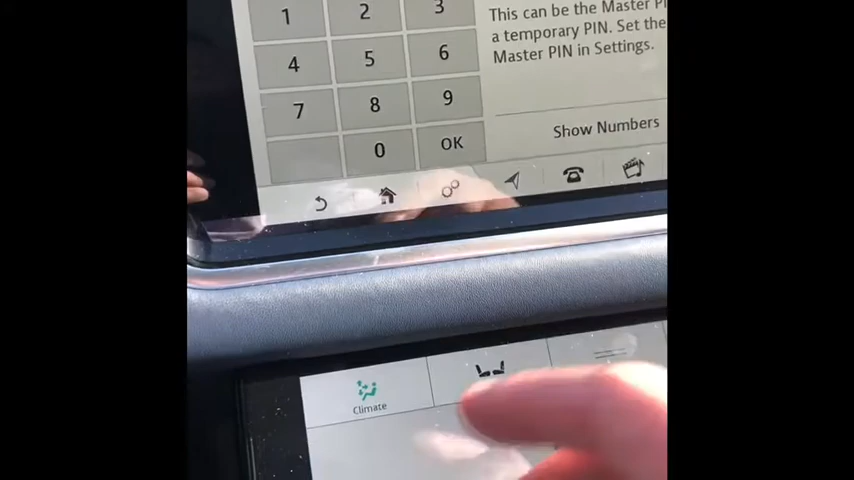 1 2 3
4 5 6
7 8 9
0 OK
This can be the Master
a temporary PIN. Set the
Master PIN in Settings.
Show Numbers
Climate